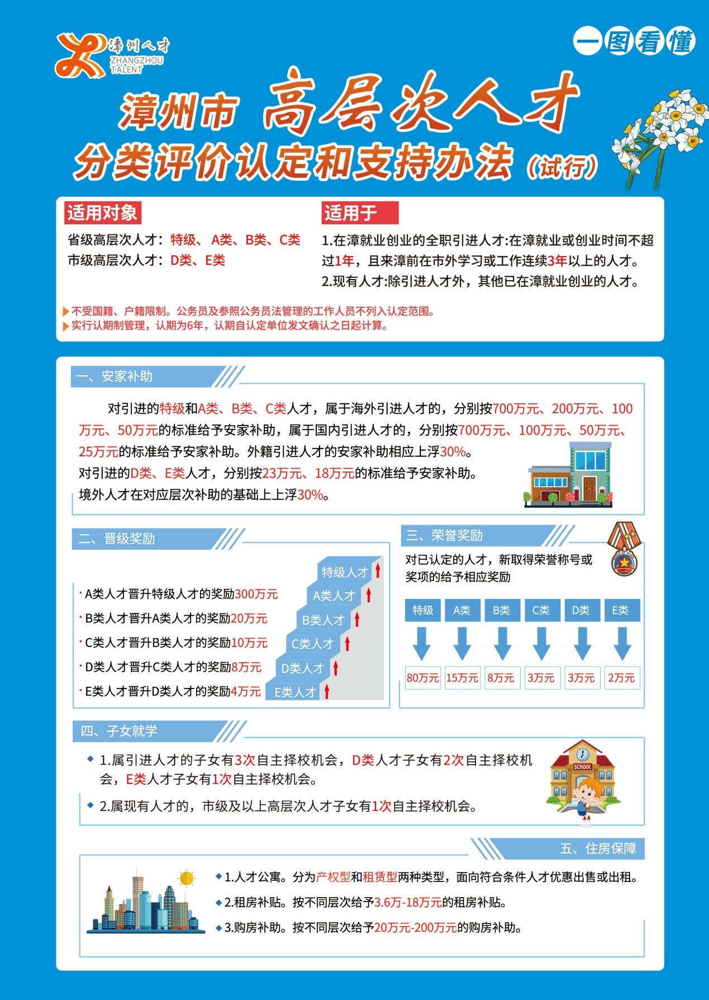 漳州人才
ZHANGZHOU
TALENT
一图看懂
漳州市 高层次人才
分类评价认定和支持办法（试行）
适用对象
省级高层次人才：特级、 A类、B类、C类
市级高层次人才：D类、E类
适用于
1.在漳就业创业的全职引进人才:在漳就业或创业时间不超
过1年，且来漳前在市外学习或工作连续3年以上的人才。
2.现有人才:除引进人才外，其他已在漳就业创业的人才。
不受国籍、户籍限制。公务员及参照公务员法管理的工作人员不列入认定范围。
实行认期制管理，认期为6年，认期自认定单位发文确认之日起计算。
一、安家补助
对引进的特级和A类、B类、C类人才，属于海外引进人才的，分别按700万元、200万元、100
万元、50万元的标准给予安家补助，属于国内引进人才的，分别按700万元、100万元、50万元、
25万元的标准给予安家补助。外籍引进人才的安家补助相应上浮30%。
对引进的D类、E类人才，分别按23万元、18万元的标准给予安家补助。
境外人才在对应层次补助的基础上上浮30%。
二、晋级奖励
A类人才晋升特级人才的奖励300万元
B类人才晋升A类人才的奖励20万元
C类人才晋升B类人才的奖励10万元
D类人才晋升C类人才的奖励8万元
E类人才晋升D类人才的奖励4万元
特级人才
A类人才
B类人才
C类人才
D类人才
E类人才
三、荣誉奖励
对已认定的人才，新取得荣誉称号或
奖项的给予相应奖励
特级 A类 B类 C类 D类 E类
80万元 15万元 8万元 3万元 3万元 2万元
四、子女就学
1.属引进人才的子女有3次自主择校机会，D类人才子女有2次自主择校机
会，E类人才子女有1次自主择校机会。
2.属现有人才的，市级及以上高层次人才子女有1次自主择校机会。
SCHOOL
五、住房保障
1.人才公寓。分为产权型和租赁型两种类型，面向符合条件人才优惠出售或出租。
2.租房补贴。按不同层次给予3.6万-18万元的租房补贴。
3.购房补助。按不同层次给予20万元-200万元的购房补助。